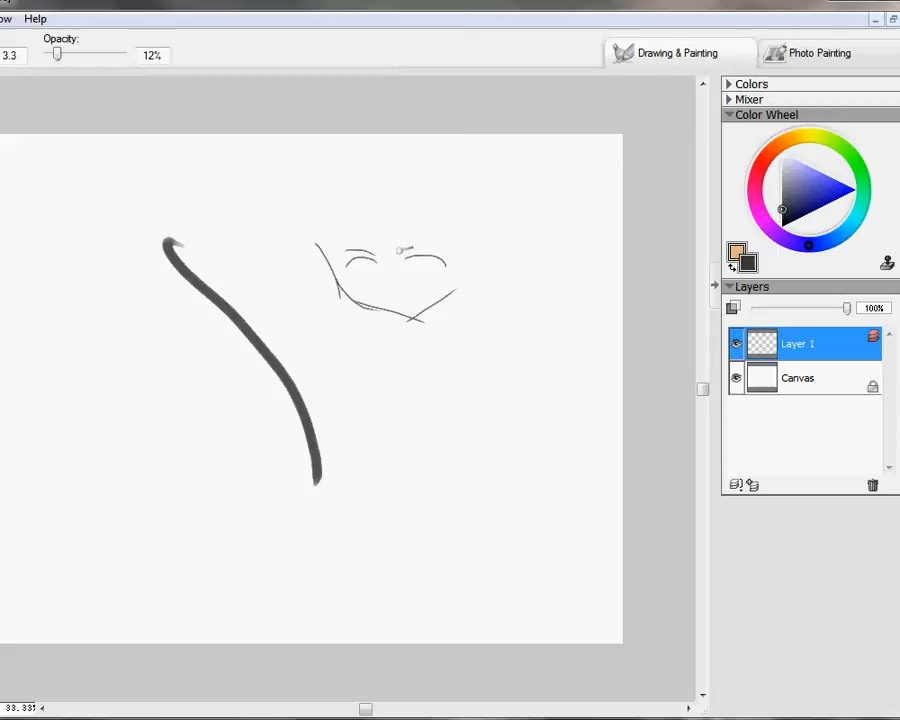 Help
Opacity:
3.3
12%
Drawing & Painting
Photo Painting
Colors
Mixer
Color Wheel
Layers
100%
Layer 1
Canvas
33.33%